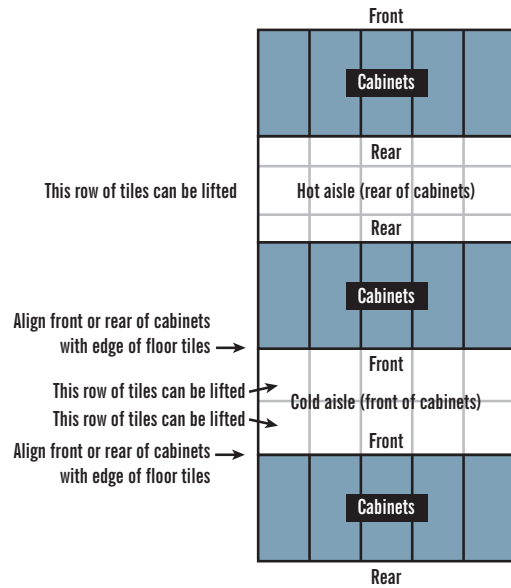 Front
Cabinets
Rear
This row of tiles can be lifted
Hot aisle (rear of cabinets)
Rear
Cabinets
Align front or rear of cabinets
with edge of floor tiles
Front
This row of tiles can be lifted
Cold aisle (front of cabinets)
This row of tiles can be lifted
Front
Align front or rear of cabinets
with edge of floor tiles
Cabinets
Rear